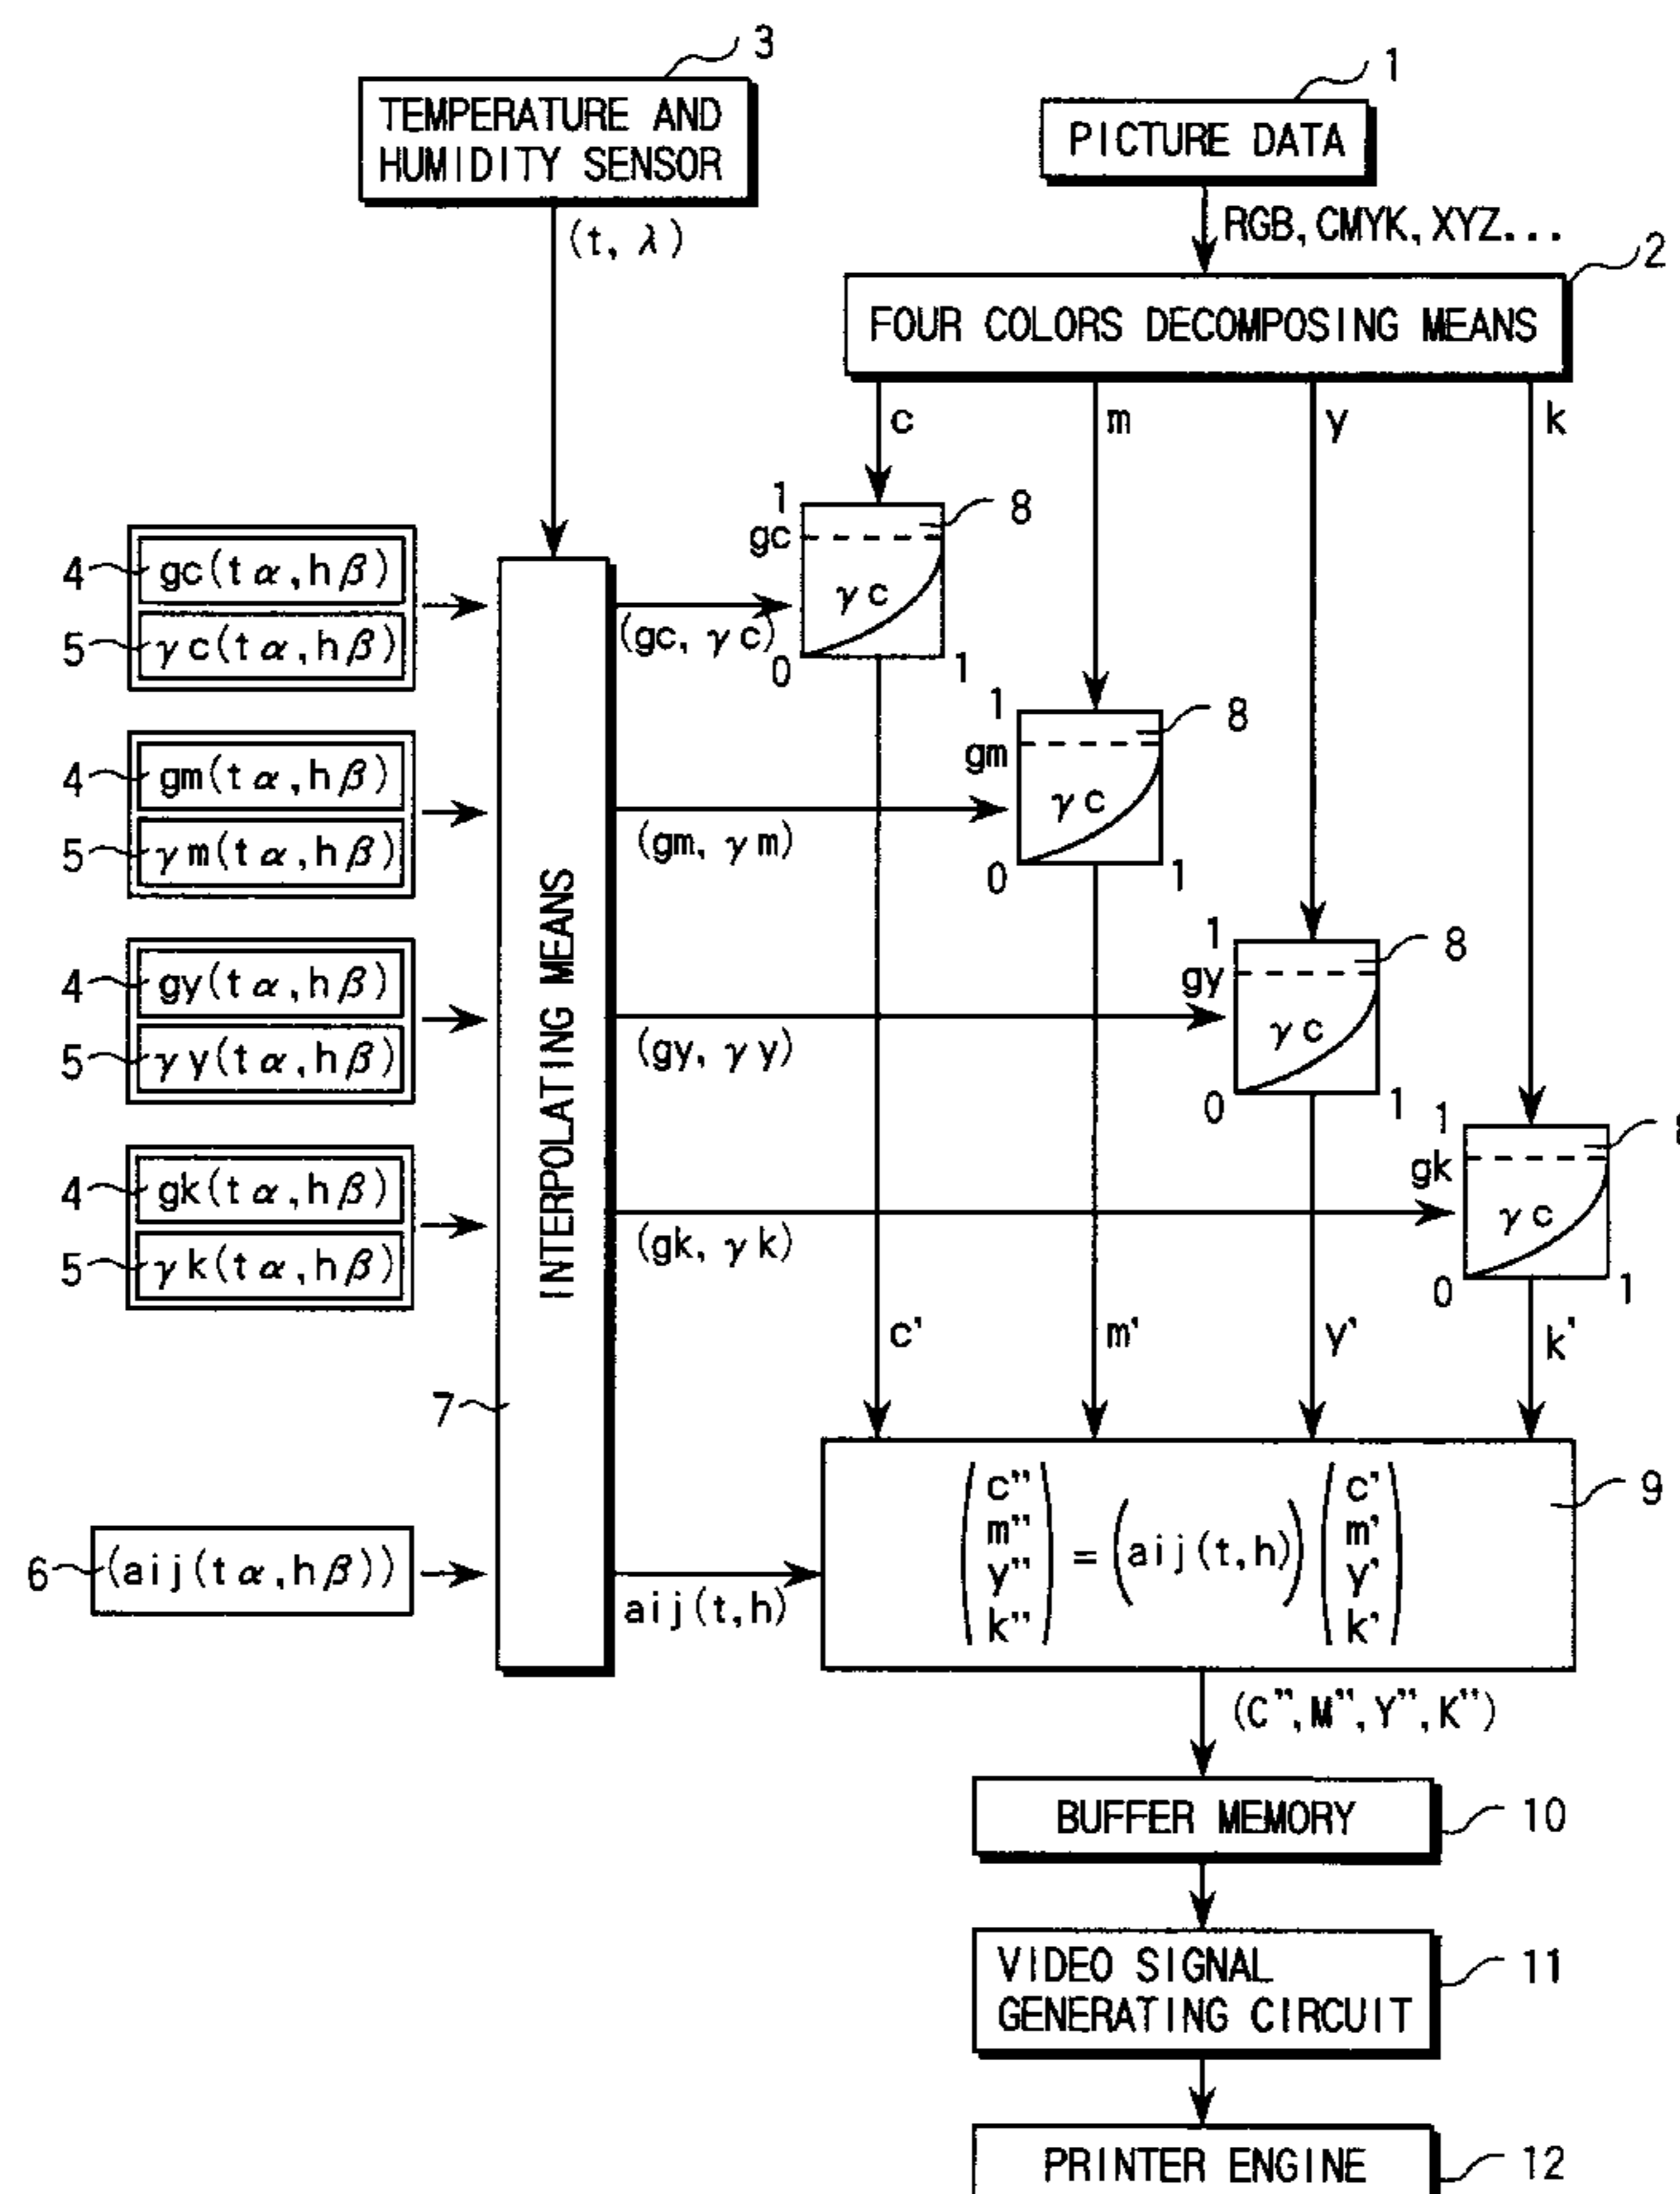 3
TEMPERATURE AND
HUMIDITY SENSOR
(t, λ)
1
PICTURE DATA
RGB, CMYK, XYZ...
2
FOUR COLORS DECOMPOSING MEANS
c
m
y
k
4
gc(tα,hβ)
5
γc(tα,hβ)
(gc, γc)
1
gc
γc
0
1
8
4
gm(tα,hβ)
5
γm(tα,hβ)
(gm, γm)
1
gm
γc
0
1
8
4
gy(tα,hβ)
5
γy(tα,hβ)
(gy, γy)
1
gy
γc
0
1
8
4
gk(tα,hβ)
5
γk(tα,hβ)
(gk, γk)
1
gk
γc
0
1
INTERPOLATING MEANS
7
c'
m'
y'
k'
6
(aij(tα,hβ))
aij(t,h)
9
c" c'
m" m'
= (aij(t,h))
y" y'
k" k'
(C",M",Y",K")
BUFFER MEMORY
10
VIDEO SIGNAL
GENERATING CIRCUIT
11
PRINTER ENGINE
12